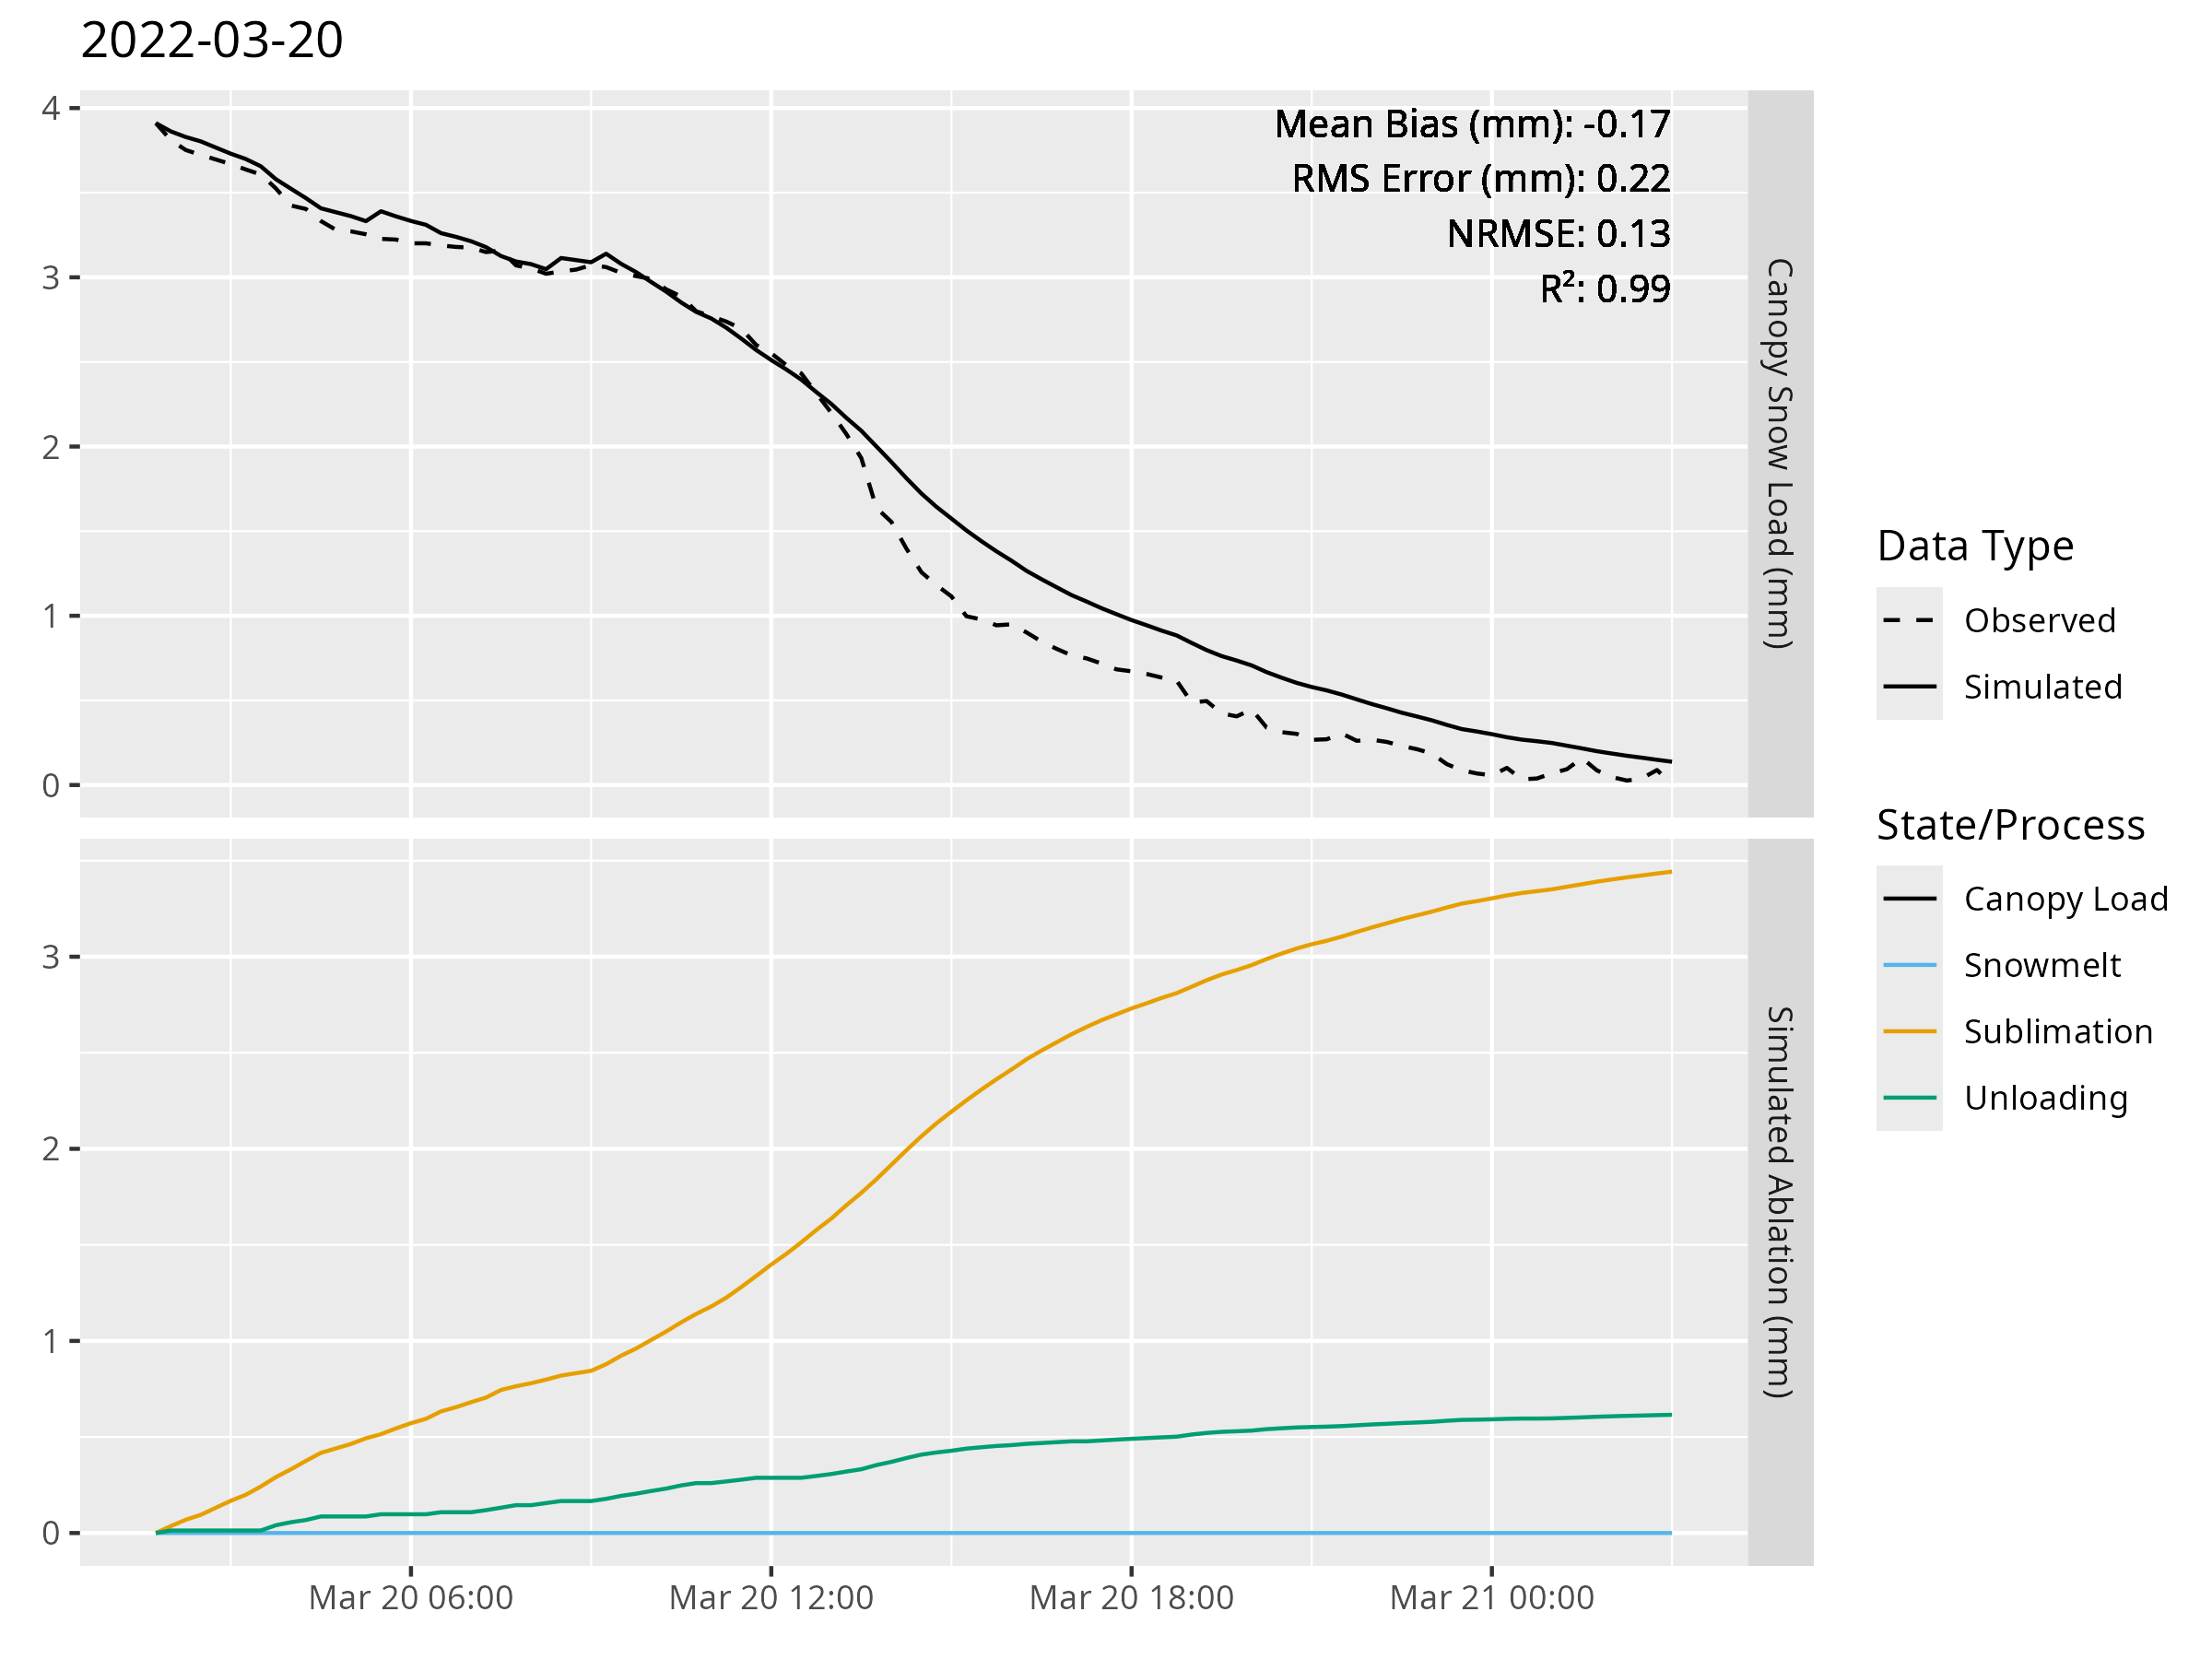 2022-03-20
4
3
2
1
0
Mean Bias (mm): -0.17
RMS Error (mm): 0.22
NRMSE: 0.13
R²: 0.99
Canopy Snow Load (mm)
3
2
1
0
Simulated Ablation (mm)
Mar 20 06:00
Mar 20 12:00
Mar 20 18:00
Mar 21 00:00
Data Type
Observed
Simulated
State/Process
Canopy Load
Snowmelt
Sublimation
Unloading